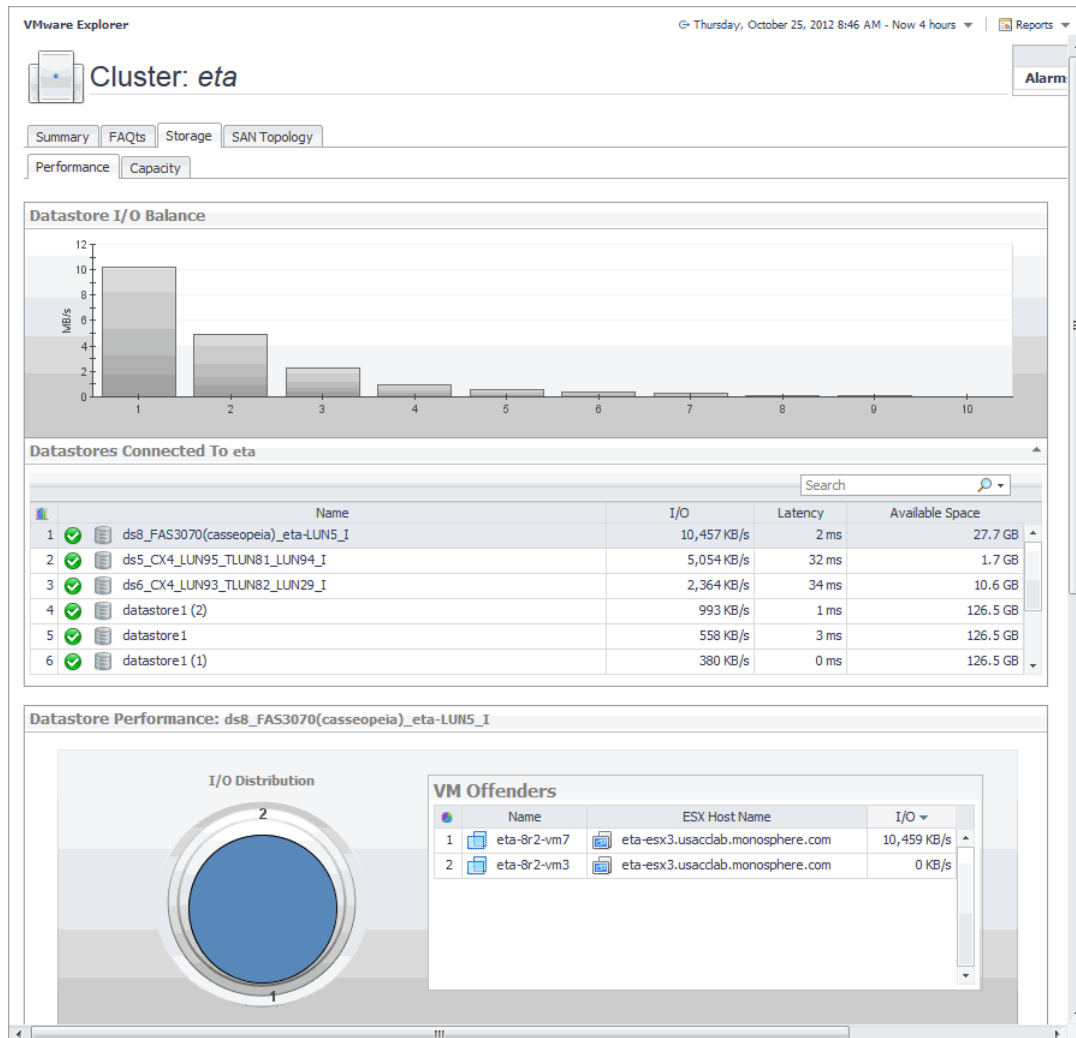 VMware Explorer
Thursday, October 25, 2012 8:46 AM - Now 4 hours
Reports
Cluster: eta
Alarm
Summary FAQts Storage SAN Topology
Performance Capacity
Datastore I/O Balance
12
10
8
6
4
2
0
MB/s
1 2 3 4 5 6 7 8 9 10
Datastores Connected To eta
Search
Name I/O Latency Available Space
1 ds8_FAS3070(casseopeia)_eta-LUN5_I 10,457 KB/s 2 ms 27.7 GB
2 ds5_CX4_LUN95_TLUN81_LUN94_I 5,054 KB/s 32 ms 1.7 GB
3 ds6_CX4_LUN93_TLUN82_LUN29_I 2,364 KB/s 34 ms 10.6 GB
4 datastore1 (2) 993 KB/s 1 ms 126.5 GB
5 datastore1 558 KB/s 3 ms 126.5 GB
6 datastore1 (1) 380 KB/s 0 ms 126.5 GB
Datastore Performance: ds8_FAS3070(casseopeia)_eta-LUN5_I
I/O Distribution
2
1
VM Offenders
Name ESX Host Name I/O
1 eta-8r2-vm7 eta-esx3.usacclab.monosphere.com 10,459 KB/s
2 eta-8r2-vm3 eta-esx3.usacclab.monosphere.com 0 KB/s